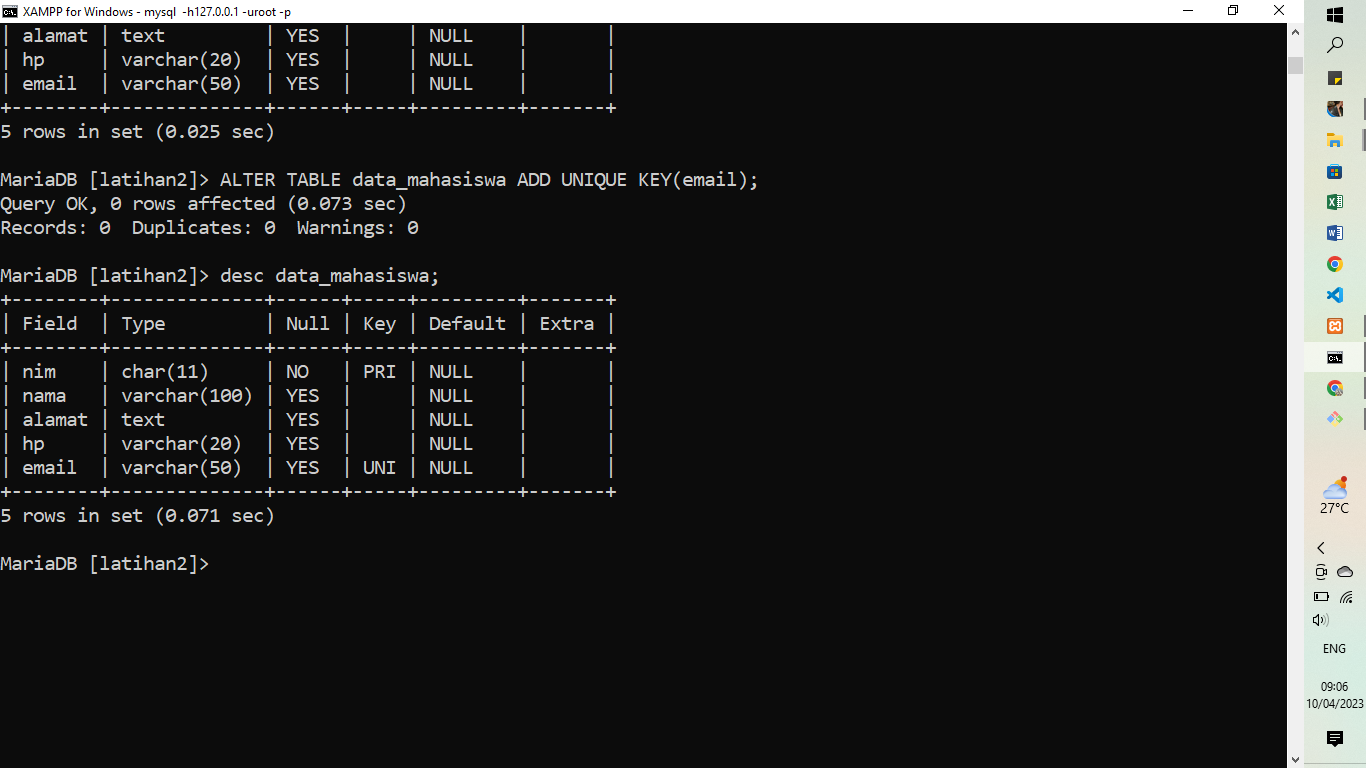 XAMPP for Windows - mysql -h127.0.0.1 -uroot -p
| alamat | text         | YES  |     | NULL    |       |
| hp     | varchar(20)  | YES  |     | NULL    |       |
| email  | varchar(50)  | YES  |     | NULL    |       |
+--------+--------------+------+-----+---------+-------+
5 rows in set (0.025 sec)
MariaDB [latihan2]> ALTER TABLE data_mahasiswa ADD UNIQUE KEY(email);
Query OK, 0 rows affected (0.073 sec)
Records: 0  Duplicates: 0  Warnings: 0
MariaDB [latihan2]> desc data_mahasiswa;
+--------+--------------+------+-----+---------+-------+
| Field  | Type         | Null | Key | Default | Extra |
+--------+--------------+------+-----+---------+-------+
| nim    | char(11)     | NO   | PRI | NULL    |       |
| nama   | varchar(100) | YES  |     | NULL    |       |
| alamat | text         | YES  |     | NULL    |       |
| hp     | varchar(20)  | YES  |     | NULL    |       |
| email  | varchar(50)  | YES  | UNI | NULL    |       |
+--------+--------------+------+-----+---------+-------+
5 rows in set (0.071 sec)
MariaDB [latihan2]>
27°C
ENG
09:06
10/04/2023